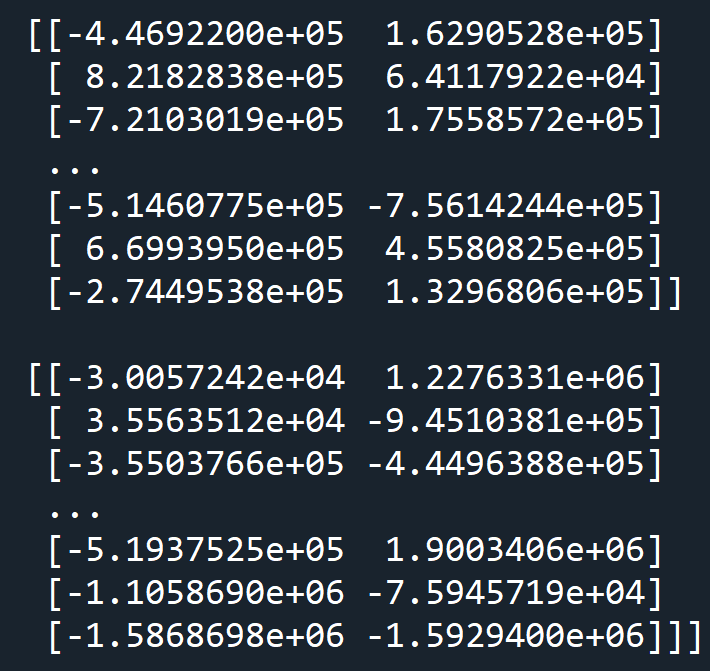 [[-4.4692200e+05  1.6290528e+05]
 [ 8.2182838e+05  6.4117922e+04]
 [-7.2103019e+05  1.7558572e+05]
 ...
 [-5.1460775e+05 -7.5614244e+05]
 [ 6.6993950e+05  4.5580825e+05]
 [-2.7449538e+05  1.3296806e+05]]

[[-3.0057242e+04  1.2276331e+06]
 [ 3.5563512e+04 -9.4510381e+05]
 [-3.5503766e+05 -4.4496388e+05]
 ...
 [-5.1937525e+05  1.9003406e+06]
 [-1.1058690e+06 -7.5945719e+04]
 [-1.5868698e+06 -1.5929400e+06]]]